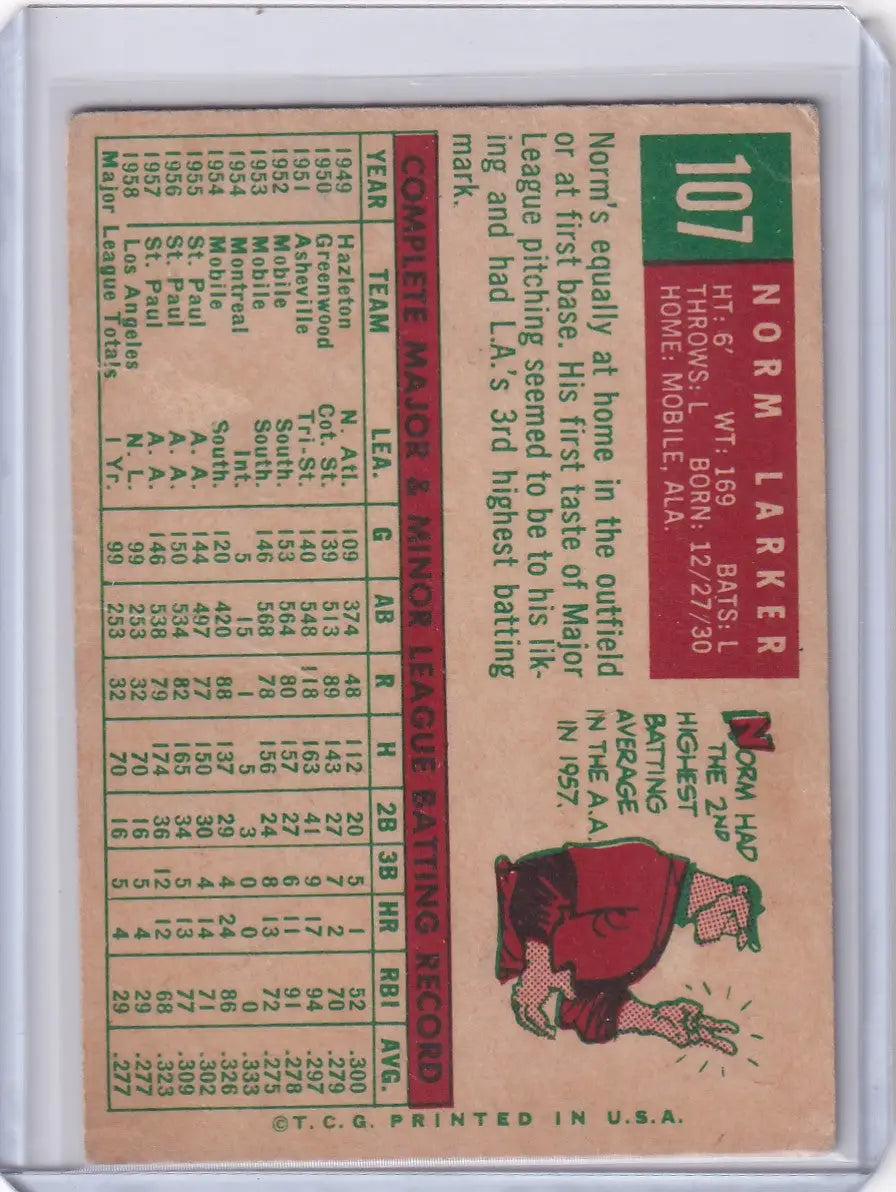 107
NORM LARKER
HT: 6' WT: 169 BATS: L
THROWS: L BORN: 12/27/30
HOME: MOBILE, ALA.
Norm's equally at home in the outfield
or at first base. His first taste of Major
League pitching seemed to be to his lik-
ing and had L.A.'s 3rd highest batting
mark.
NORM HAD
THE 2ND
HIGHEST
BATTING
AVERAGE
IN THE A.A.
IN 1957.
COMPLETE MAJOR & MINOR LEAGUE BATTING RECORD
YEAR TEAM LEA. G AB R H 2B 3B HR RBI AVG.
1949 Hazleton N. Atl. 109 374 48 112 20 5 1 52 .300
1950 Greenwood Cot. St. 139 513 89 143 27 7 2 70 .279
1951 Asheville Tri-St. 140 548 118 163 41 9 17 94 .297
1952 Mobile South. 153 564 80 157 27 6 11 91 .278
1953 Mobile South. 146 568 78 156 24 8 13 72 .275
1954 Montreal Int. 5 15 1 5 3 0 0 0 .333
1954 Mobile South. 120 420 88 137 29 4 24 86 .326
1955 St. Paul A. A. 144 497 77 150 30 4 14 71 .302
1956 St. Paul A. A. 150 534 82 165 34 5 13 77 .309
1957 St. Paul A. A. 146 538 79 174 36 12 12 68 .323
1958 Los Angeles N. L. 99 253 32 70 16 5 4 29 .277
Major League Totals 1 Yr. 99 253 32 70 16 5 4 29 .277
©T.C.G. PRINTED IN U.S.A.